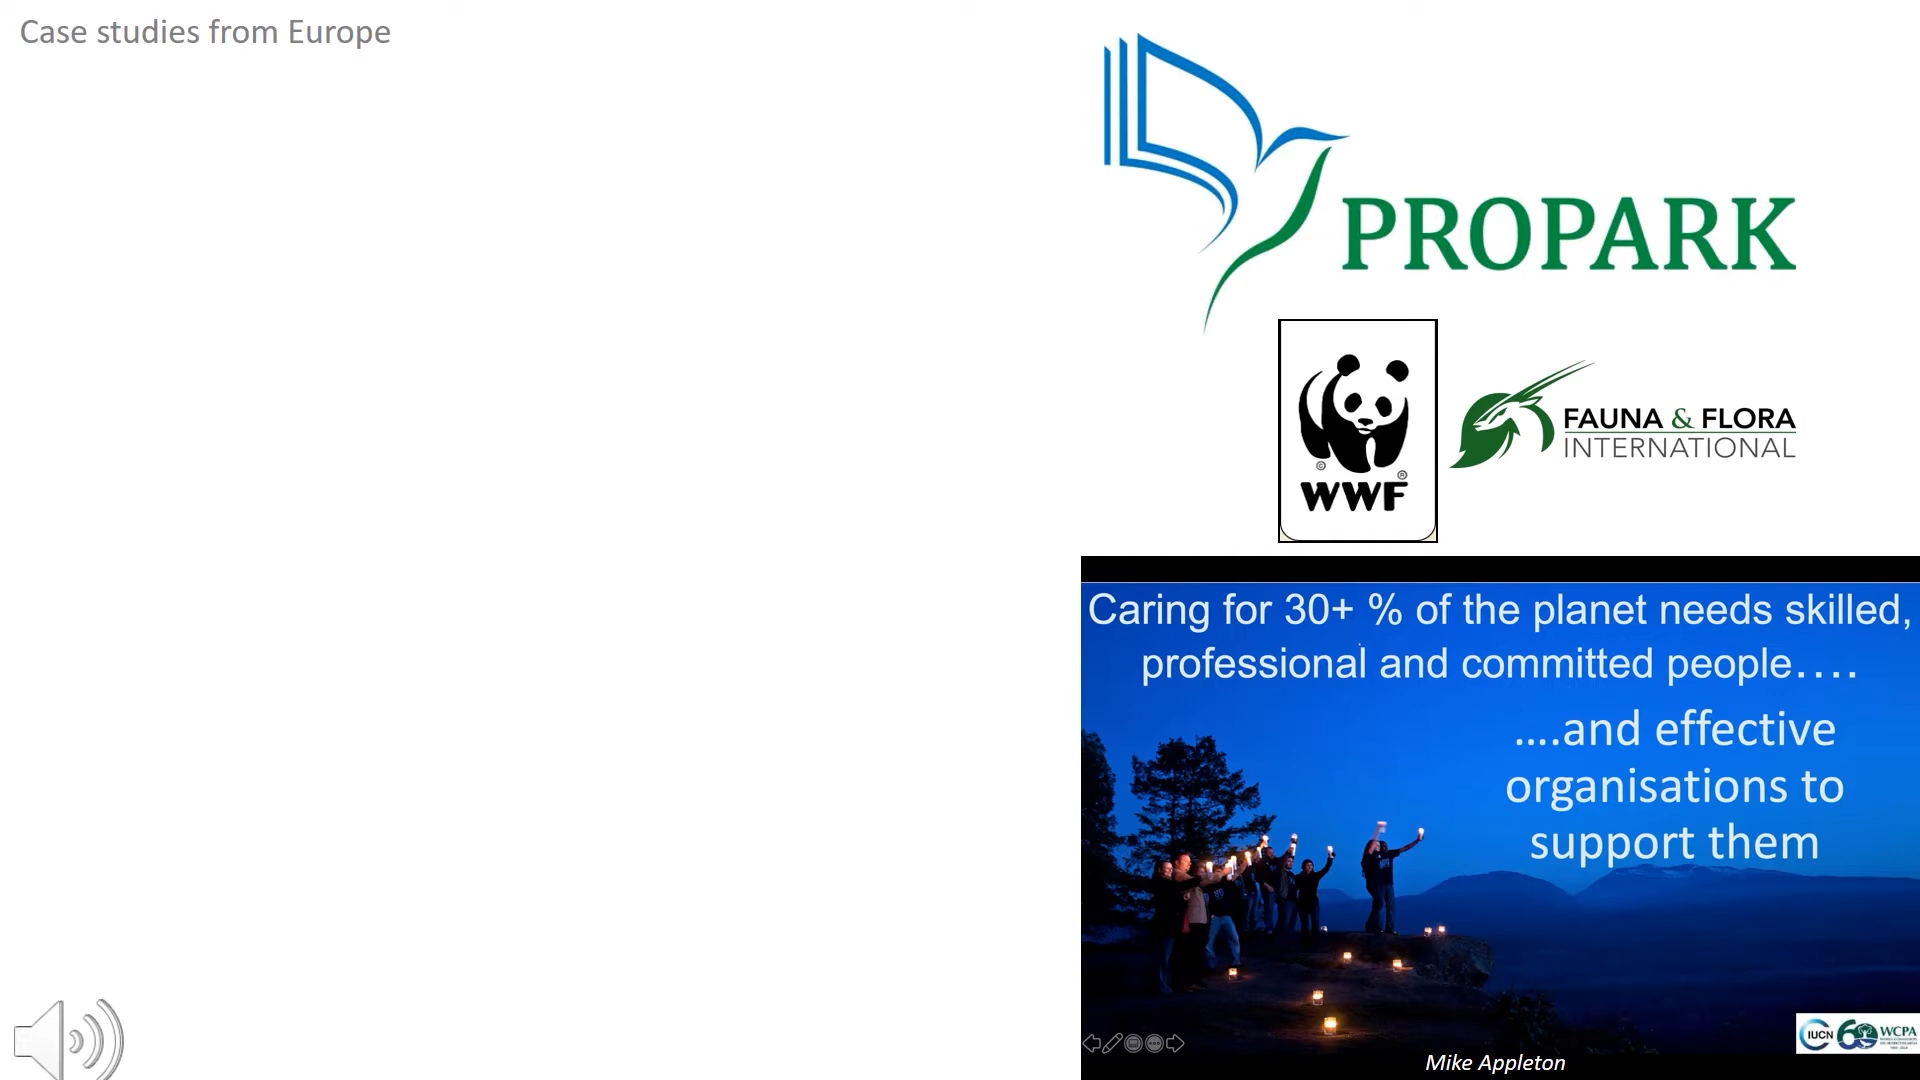 Case studies from Europe
PROPARK
© ®
WWF
FAUNA & FLORA
INTERNATIONAL
Caring for 30+ % of the planet needs skilled,
professional and committed people….
….and effective
organisations to
support them
IUCN 60 WCPA
Mike Appleton